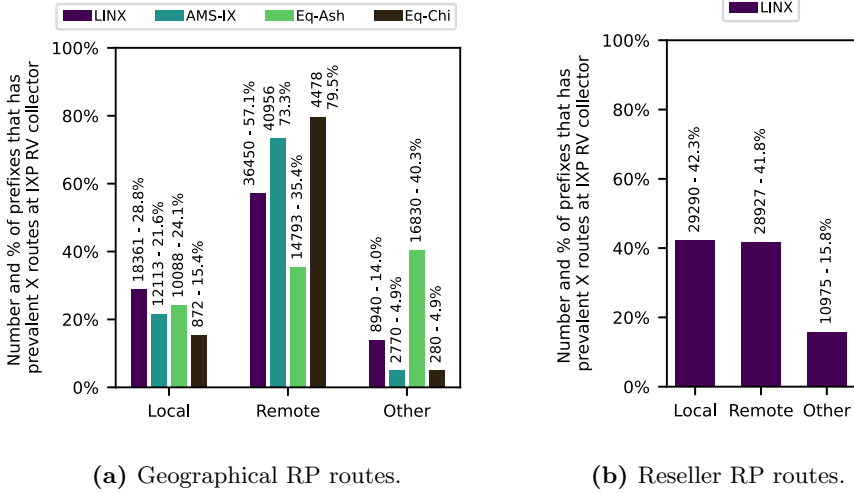 LINX AMS-IX Eq-Ash Eq-Chi
Number and % of prefixes that has
prevalent X routes at IXP RV collector
100%
80%
60%
40%
20%
0%
18361 - 28.8%
12113 - 21.6%
10088 - 24.1%
872 - 15.4%
36450 - 57.1%
40956
73.3%
14793 - 35.4%
4478
79.5%
8940 - 14.0%
2770 - 4.9%
16830 - 40.3%
280 - 4.9%
Local Remote Other
(a) Geographical RP routes.
LINX
Number and % of prefixes that has
prevalent X routes at IXP RV collector
100%
80%
60%
40%
20%
0%
29290 - 42.3%
28927 - 41.8%
10975 - 15.8%
Local Remote Other
(b) Reseller RP routes.